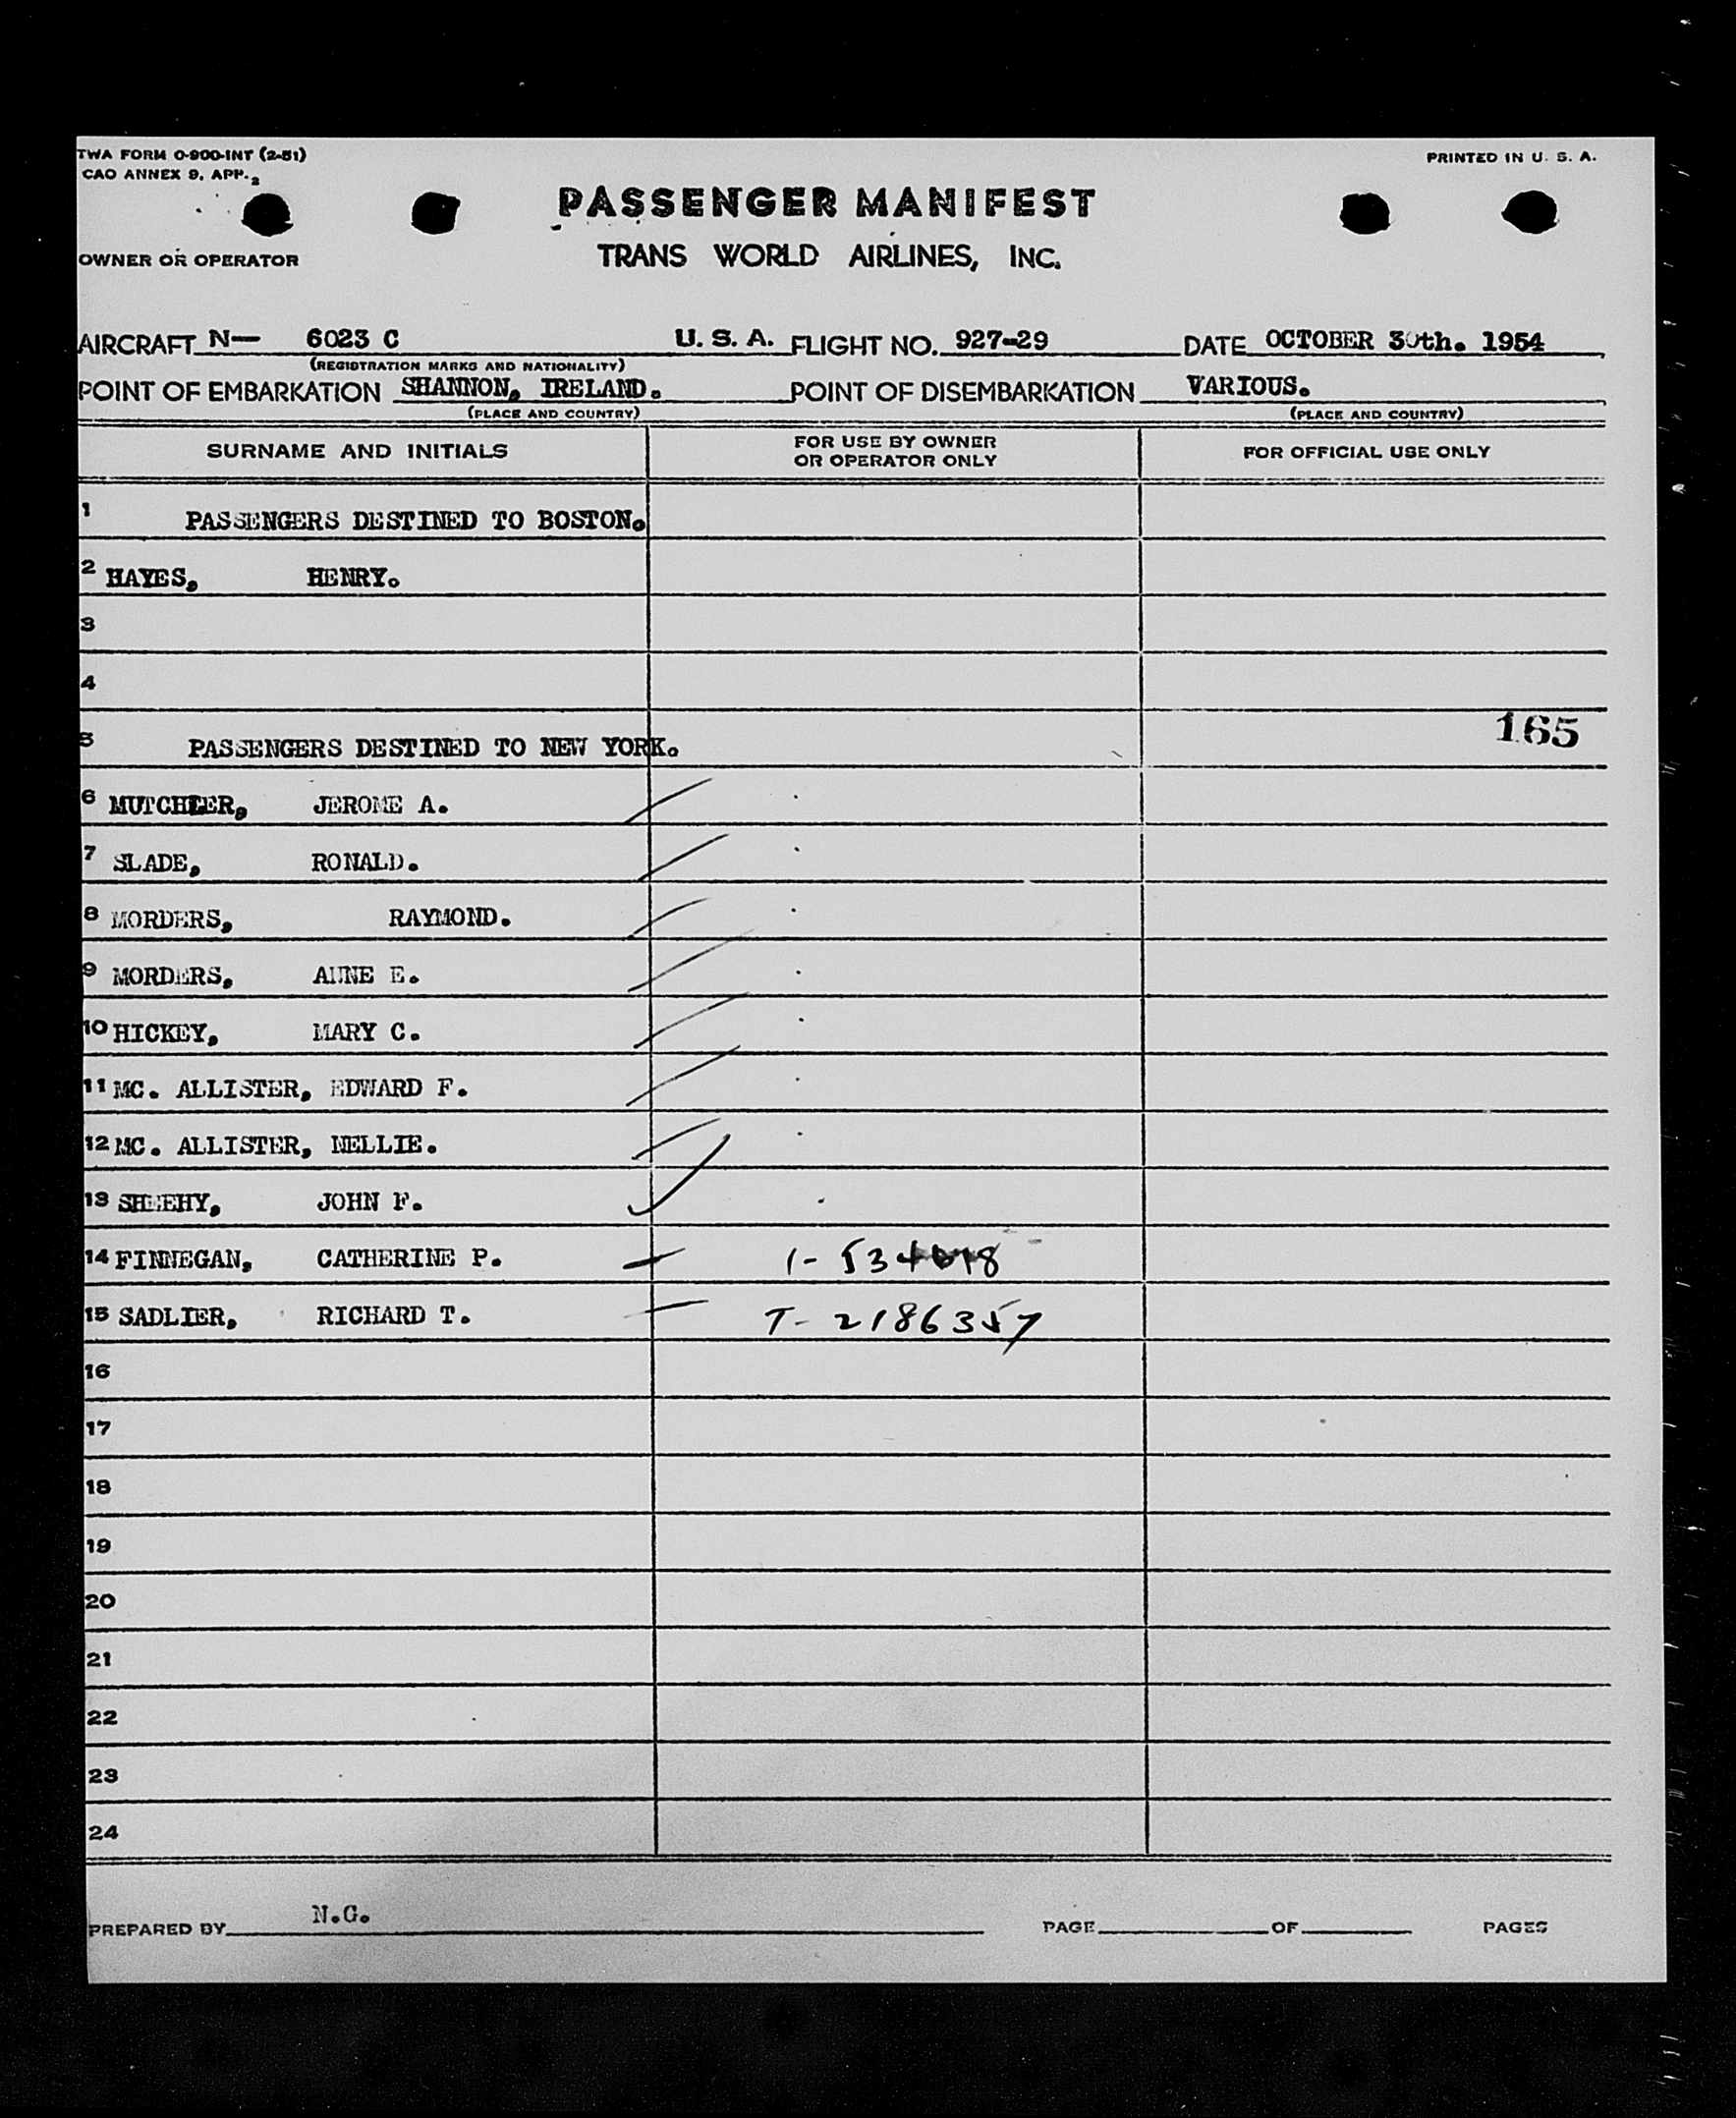 TWA FORM O-900-INT (2-51)
CAO ANNEX 9, APP. 2
PRINTED IN U. S. A.
PASSENGER MANIFEST
TRANS WORLD AIRLINES, INC.
OWNER OR OPERATOR
AIRCRAFT N— 6023 C U. S. A. FLIGHT NO. 927-29 DATE OCTOBER 30th. 1954
(REGISTRATION MARKS AND NATIONALITY)
POINT OF EMBARKATION SHANNON, IRELAND. POINT OF DISEMBARKATION VARIOUS.
(PLACE AND COUNTRY) (PLACE AND COUNTRY)
SURNAME AND INITIALS FOR USE BY OWNER OR OPERATOR ONLY FOR OFFICIAL USE ONLY
1 PASSENGERS DESTINED TO BOSTON.
2 HAYES, HENRY.
3
4
165
5 PASSENGERS DESTINED TO NEW YORK.
6 MUTCHLER, JEROME A.
7 SLADE, RONALD.
8 MORDERS, RAYMOND.
9 MORDERS, ANNE E.
10 HICKEY, MARY C.
11 MC. ALLISTER, EDWARD F.
12 MC. ALLISTER, NELLIE.
13 SHEEHY, JOHN F.
14 FINNEGAN, CATHERINE P.
15 SADLIER, RICHARD T. T- 2186357
16
17
18
19
20
21
22
23
24
PREPARED BY N.G. PAGE OF PAGES